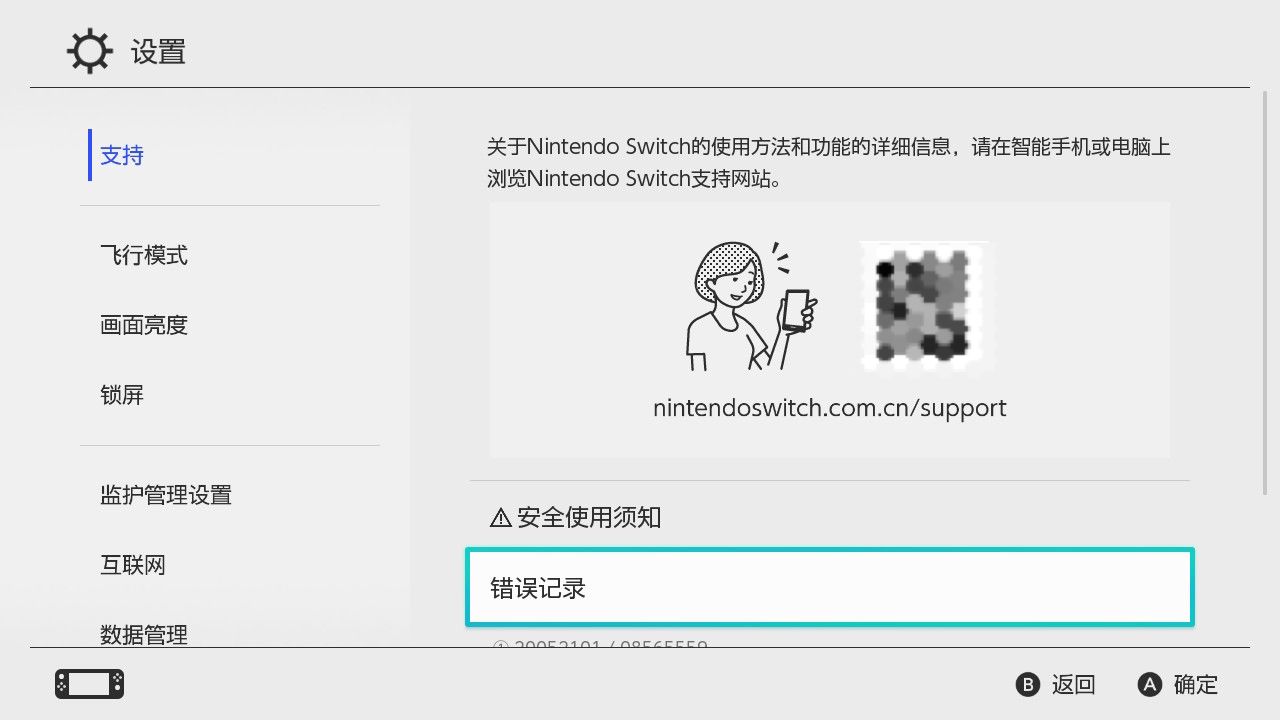 设置
支持
飞行模式
画面亮度
锁屏
监护管理设置
互联网
数据管理
关于Nintendo Switch的使用方法和功能的详细信息，请在智能手机或电脑上
浏览Nintendo Switch支持网站。
nintendoswitch.com.cn/support
安全使用须知
错误记录
B 返回
A 确定